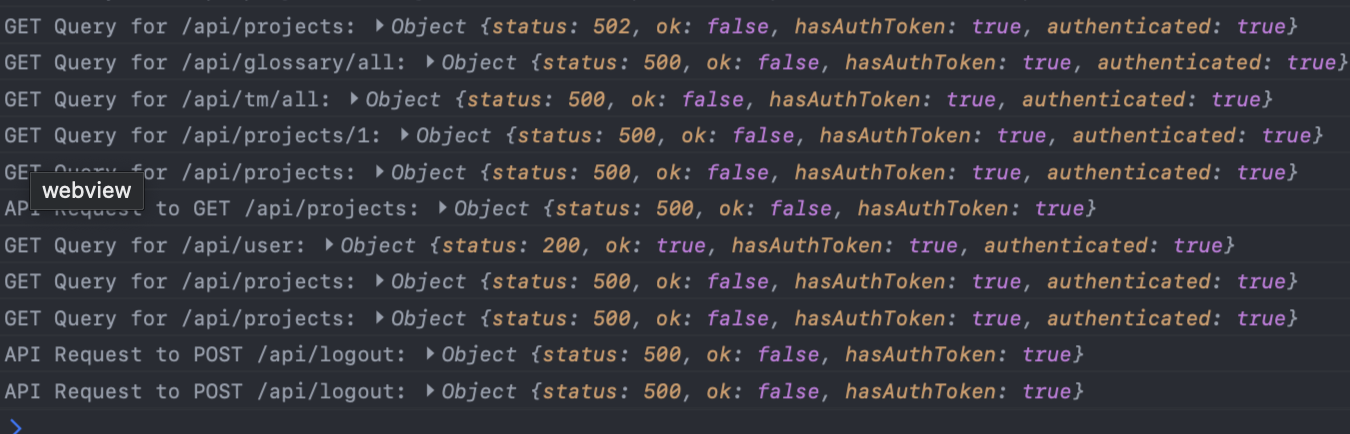 GET Query for /api/projects: ▶Object {status: 502, ok: false, hasAuthToken: true, authenticated: true}
GET Query for /api/glossary/all: ▶Object {status: 500, ok: false, hasAuthToken: true, authenticated: true}
GET Query for /api/tm/all: ▶Object {status: 500, ok: false, hasAuthToken: true, authenticated: true}
GET Query for /api/projects/1: ▶Object {status: 500, ok: false, hasAuthToken: true, authenticated: true}
GET Query for /api/projects: ▶Object {status: 500, ok: false, hasAuthToken: true, authenticated: true}
webview
API Request to GET /api/projects: ▶Object {status: 500, ok: false, hasAuthToken: true}
GET Query for /api/user: ▶Object {status: 200, ok: true, hasAuthToken: true, authenticated: true}
GET Query for /api/projects: ▶Object {status: 500, ok: false, hasAuthToken: true, authenticated: true}
GET Query for /api/projects: ▶Object {status: 500, ok: false, hasAuthToken: true, authenticated: true}
API Request to POST /api/logout: ▶Object {status: 500, ok: false, hasAuthToken: true}
API Request to POST /api/logout: ▶Object {status: 500, ok: false, hasAuthToken: true}